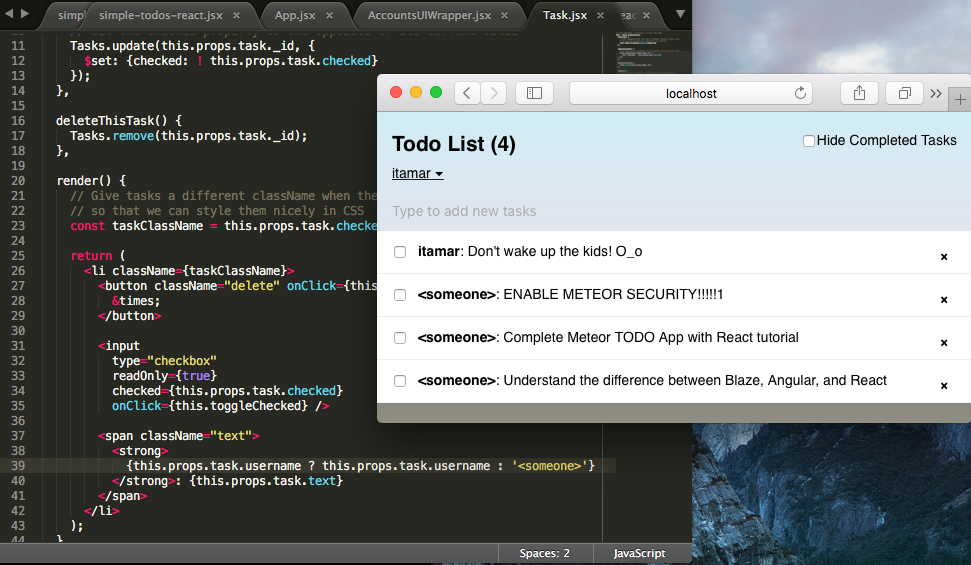 simpl simple-todos-react.jsx × App.jsx × AccountsUIWrapper.jsx × Task.jsx × eac ×
11 Tasks.update(this.props.task._id, {
12 $set: {checked: ! this.props.task.checked}
13 });
14 },
15
16 deleteThisTask() {
17 Tasks.remove(this.props.task._id);
18 },
19
20 render() {
21 // Give tasks a different className when the
22 // so that we can style them nicely in CSS
23 const taskClassName = this.props.task.checke
24
25 return (
26 <li className={taskClassName}>
27 <button className="delete" onClick={this
28 &times;
29 </button>
30
31 <input
32 type="checkbox"
33 readOnly={true}
34 checked={this.props.task.checked}
35 onClick={this.toggleChecked} />
36
37 <span className="text">
38 <strong>
39 {this.props.task.username ? this.props.task.username : '<someone>'}
40 </strong>: {this.props.task.text}
41 </span>
42 </li>
43 );
44 }
Spaces: 2 JavaScript
localhost
Todo List (4)
Hide Completed Tasks
itamar
Type to add new tasks
itamar: Don't wake up the kids! O_o ×
<someone>: ENABLE METEOR SECURITY!!!!!1 ×
<someone>: Complete Meteor TODO App with React tutorial ×
<someone>: Understand the difference between Blaze, Angular, and React ×